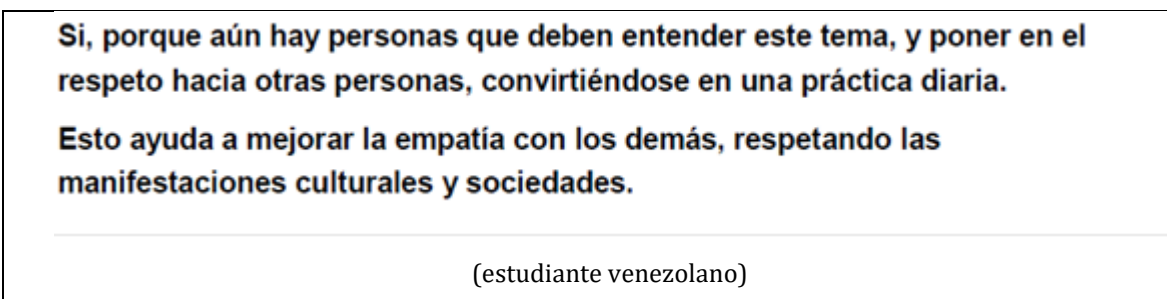 Si, porque aún hay personas que deben entender este tema, y poner en el
respeto hacia otras personas, convirtiéndose en una práctica diaria.
Esto ayuda a mejorar la empatía con los demás, respetando las
manifestaciones culturales y sociedades.
(estudiante venezolano)